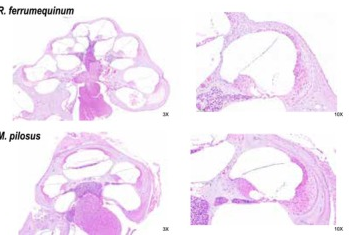 R. ferrumequinum
3X
10X
M. pilosus
3X
10X